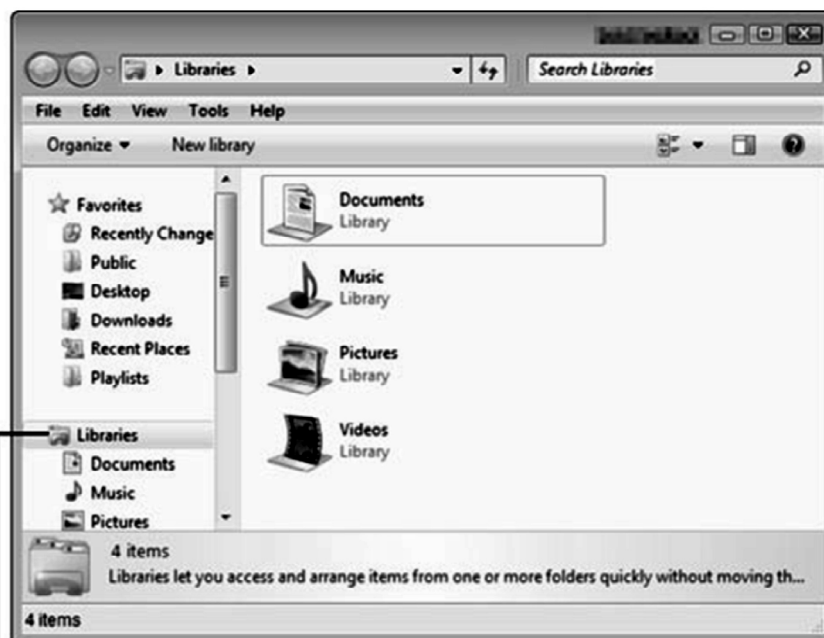 Libraries
Search Libraries
File Edit View Tools Help
Organize New library
Favorites
Recently Change
Public
Desktop
Downloads
Recent Places
Playlists
Libraries
Documents
Music
Pictures
Documents
Library
Music
Library
Pictures
Library
Videos
Library
4 items
Libraries let you access and arrange items from one or more folders quickly without moving th...
4 items